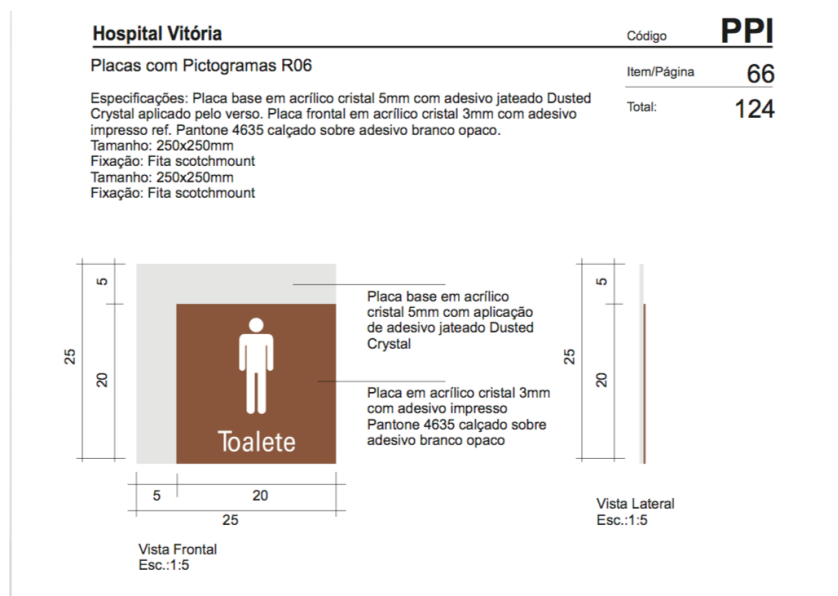 Hospital Vitória
Código PPI
Placas com Pictogramas R06
Item/Página 66
Especificações: Placa base em acrílico cristal 5mm com adesivo jateado Dusted
Crystal aplicado pelo verso. Placa frontal em acrílico cristal 3mm com adesivo
impresso ref. Pantone 4635 calçado sobre adesivo branco opaco.
Tamanho: 250x250mm
Fixação: Fita scotchmount
Tamanho: 250x250mm
Fixação: Fita scotchmount
Total: 124
5
20
25
Placa base em acrílico
cristal 5mm com aplicação
de adesivo jateado Dusted
Crystal
Placa em acrílico cristal 3mm
com adesivo impresso
Pantone 4635 calçado sobre
adesivo branco opaco
Toalete
5 20
25
Vista Frontal
Esc.:1:5
5
20
25
Vista Lateral
Esc.:1:5